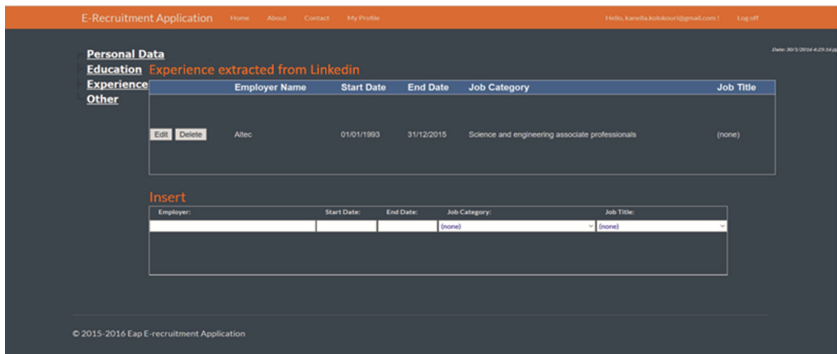 E-Recruitment Application Home About Contact My Profile Hello, kanella.kolokouri@gmail.com ! Log off
Personal Data
Education
Experience
Other
Experience extracted from Linkedin
Employer Name Start Date End Date Job Category Job Title
Edit Delete Altec 01/01/1993 31/12/2015 Science and engineering associate professionals (none)
Insert
Employer: Start Date: End Date: Job Category: Job Title:
(none) (none)
© 2015-2016 Eap E-recruitment Application